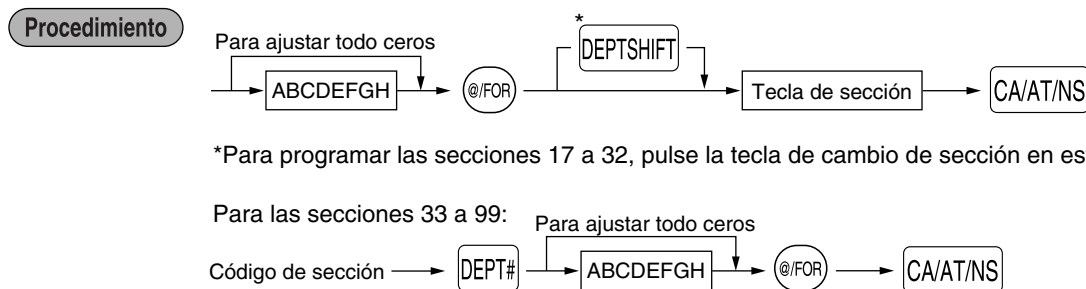 Procedimiento
Para ajustar todo ceros
*
DEPTSHIFT
ABCDEFGH
@/FOR
Tecla de sección
CA/AT/NS
*Para programar las secciones 17 a 32, pulse la tecla de cambio de sección en es
Para las secciones 33 a 99:
Para ajustar todo ceros
Código de sección
DEPT#
ABCDEFGH
@/FOR
CA/AT/NS